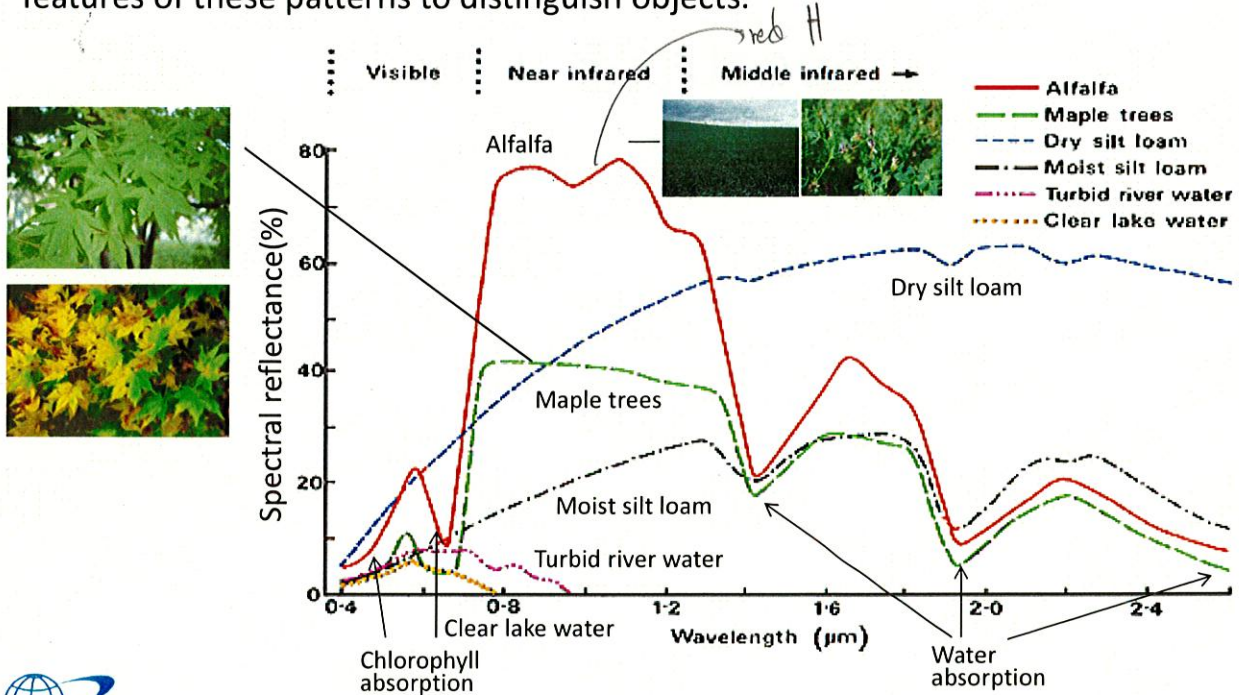 features of these patterns to distinguish objects.
red H
Visible
Near infrared
Middle infrared
Alfalfa
Maple trees
Dry silt loam
Moist silt loam
Turbid river water
Clear lake water
Spectral reflectance(%)
80
60
40
20
0
Alfalfa
Dry silt loam
Maple trees
Moist silt loam
Turbid river water
Clear lake water
0·4
0·8
1·2
1·6
2·0
2·4
Wavelength (μm)
Chlorophyll
absorption
Water
absorption